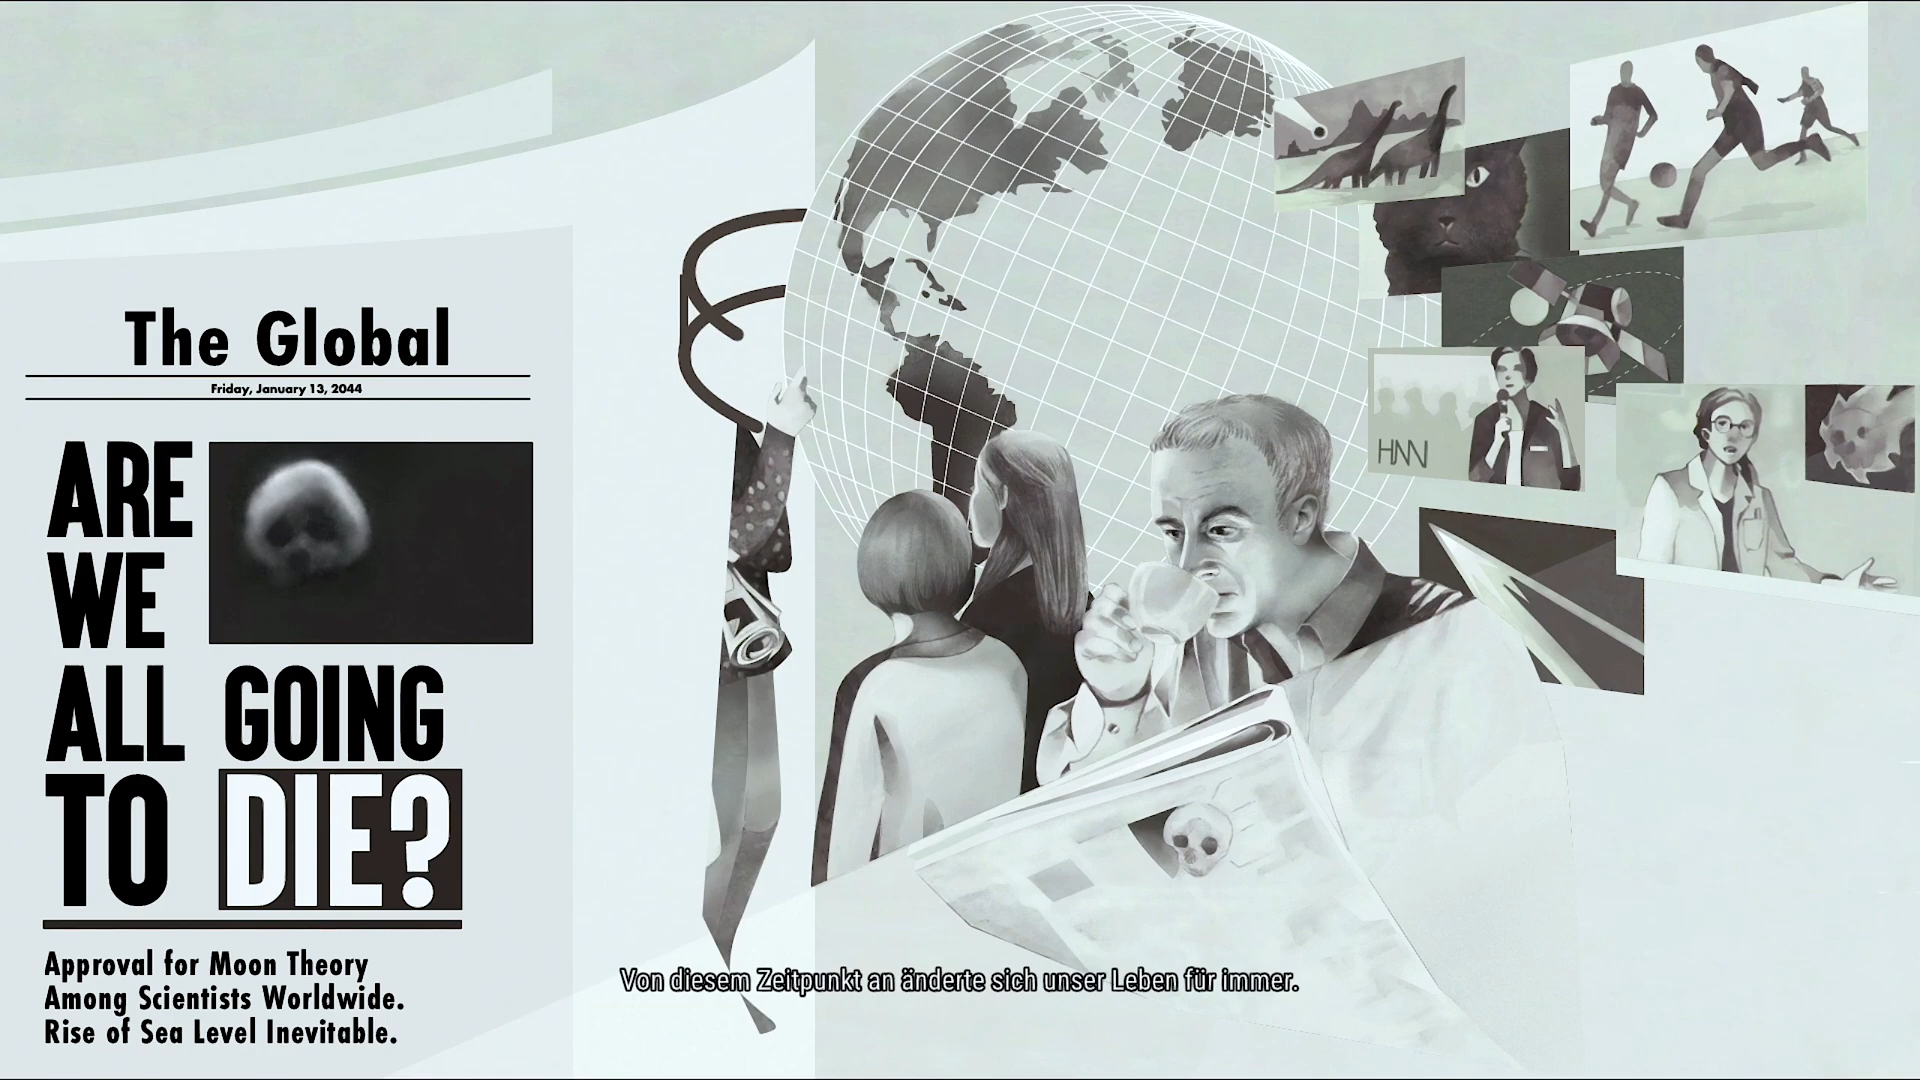 The Global
Friday, January 13, 2044
ARE
WE
ALL GOING
TO DIE?
Approval for Moon Theory
Among Scientists Worldwide.
Rise of Sea Level Inevitable.
HNN
Von diesem Zeitpunkt an änderte sich unser Leben für immer.